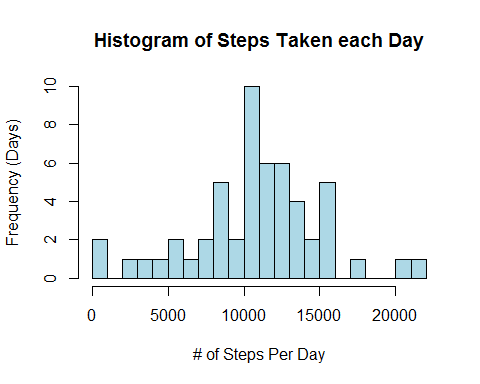 Histogram of Steps Taken each Day
Frequency (Days)
10
8
6
4
2
0
0 5000 10000 15000 20000
# of Steps Per Day